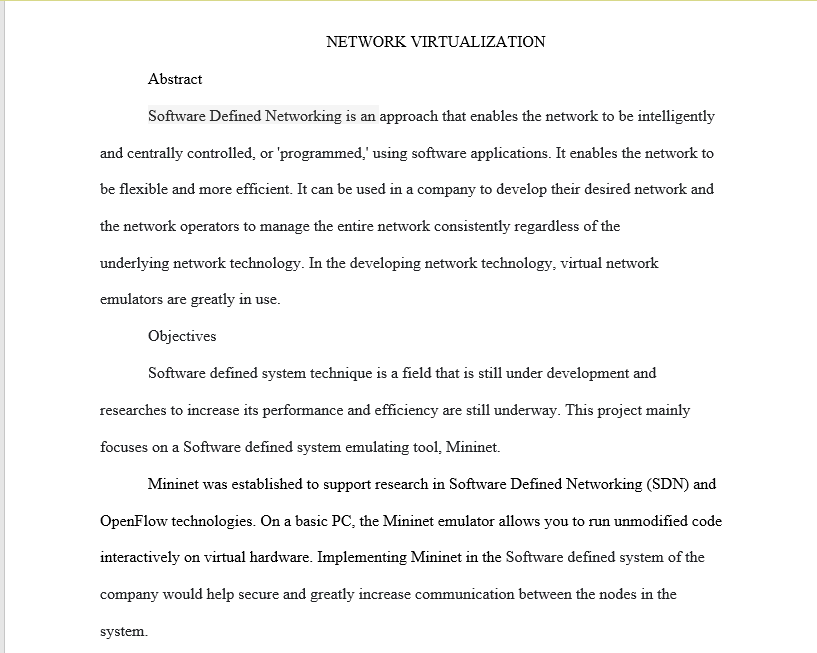 NETWORK VIRTUALIZATION
Abstract
Software Defined Networking is an approach that enables the network to be intelligently
and centrally controlled, or 'programmed,' using software applications. It enables the network to
be flexible and more efficient. It can be used in a company to develop their desired network and
the network operators to manage the entire network consistently regardless of the
underlying network technology. In the developing network technology, virtual network
emulators are greatly in use.
Objectives
Software defined system technique is a field that is still under development and
researches to increase its performance and efficiency are still underway. This project mainly
focuses on a Software defined system emulating tool, Mininet.
Mininet was established to support research in Software Defined Networking (SDN) and
OpenFlow technologies. On a basic PC, the Mininet emulator allows you to run unmodified code
interactively on virtual hardware. Implementing Mininet in the Software defined system of the
company would help secure and greatly increase communication between the nodes in the
system.